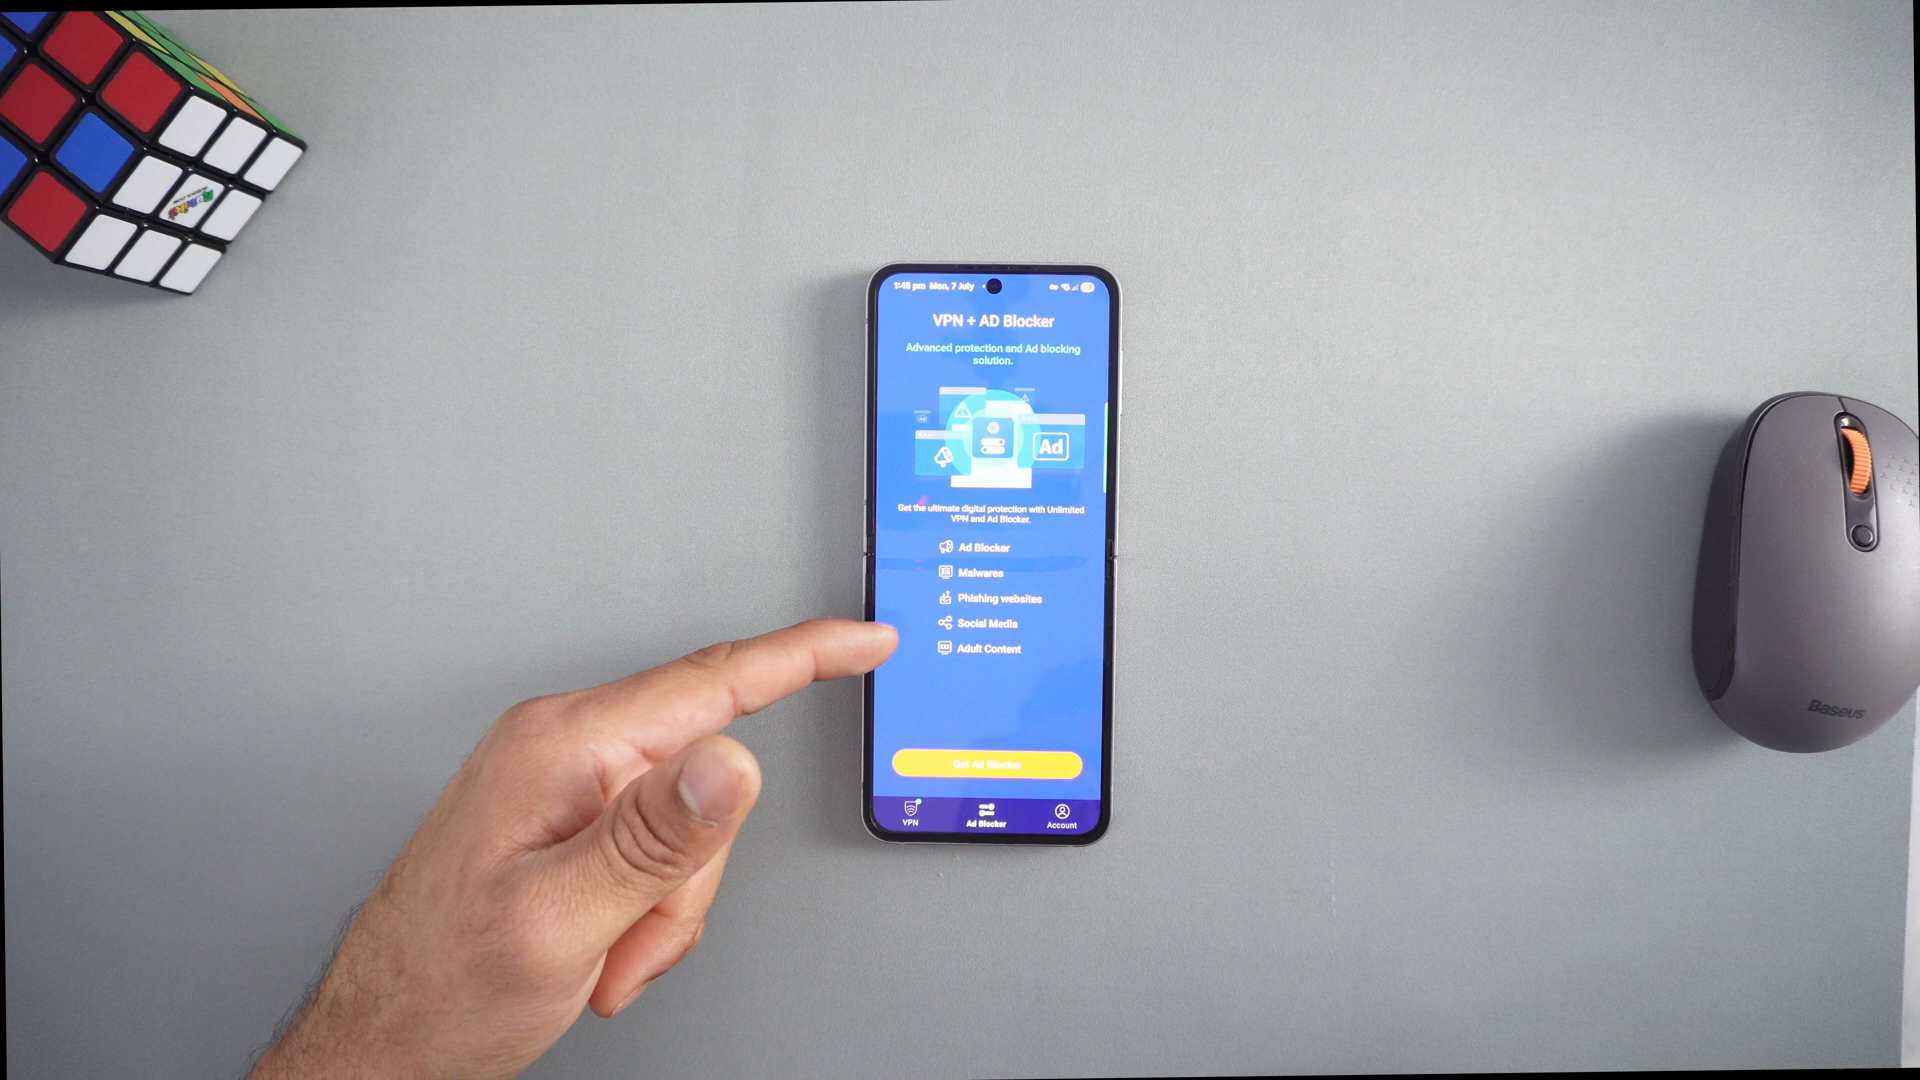 1:45 pm Mon, 7 July
VPN + AD Blocker
Advanced protection and Ad blocking
solution.
Ad
Ad
Get the ultimate digital protection with Unlimited
VPN and Ad Blocker.
Ad Blocker
Malwares
Phishing websites
Social Media
Adult Content
Get Ad Blocker
VPN
Ad Blocker
Account
Baseus
Rubik's